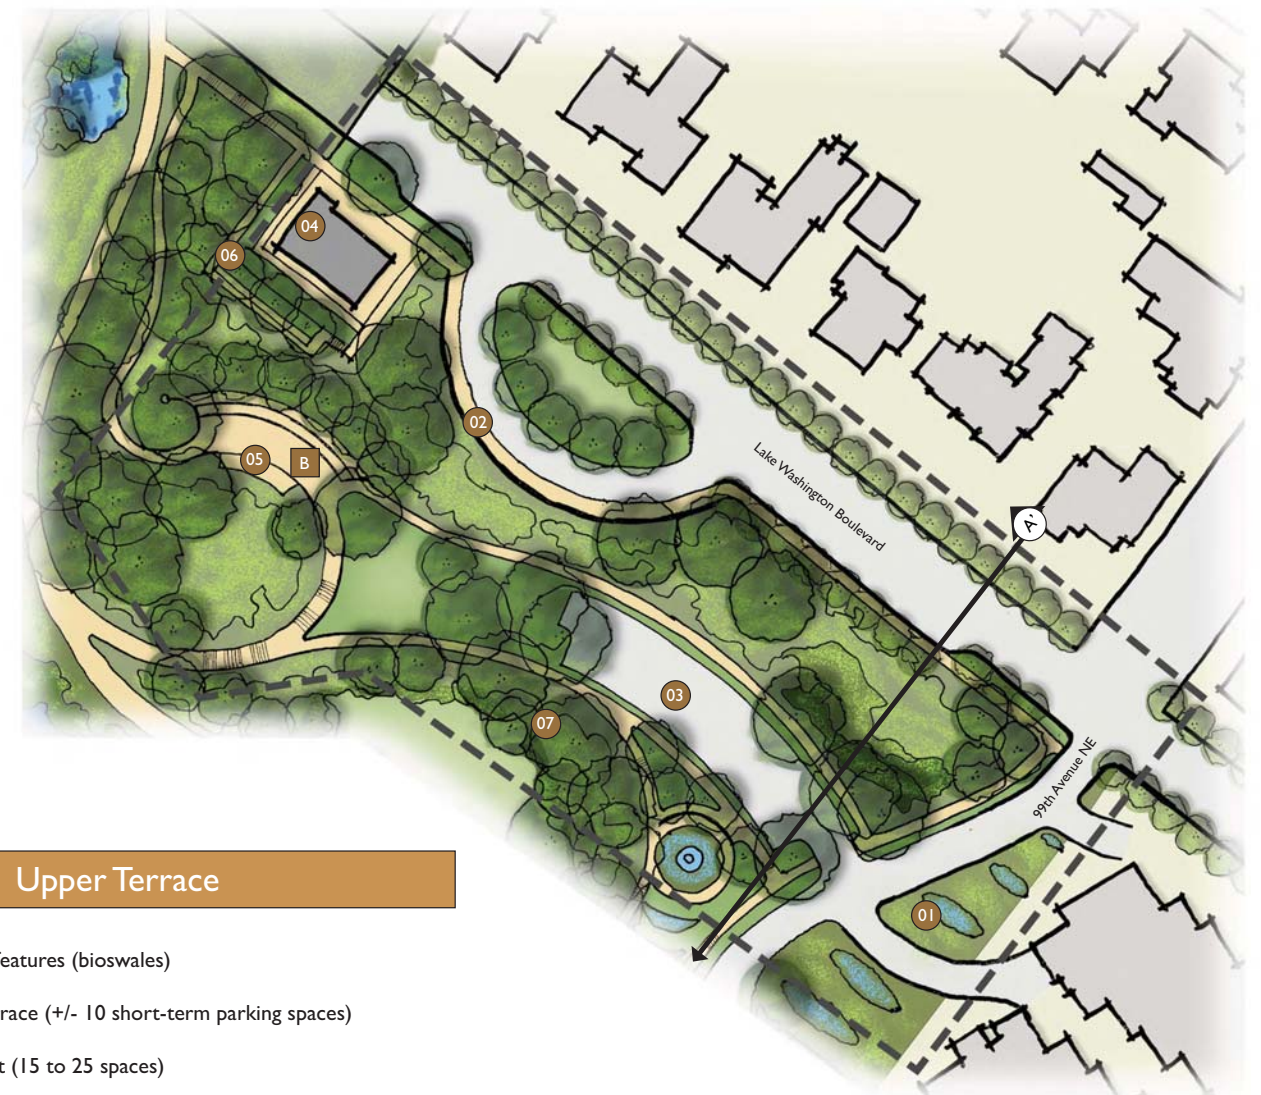 04
06
02
05
B
Lake Washington Boulevard
A'
03
07
99th Avenue NE
01
Upper Terrace
eatures (bioswales)
race (+/- 10 short-term parking spaces)
t (15 to 25 spaces)